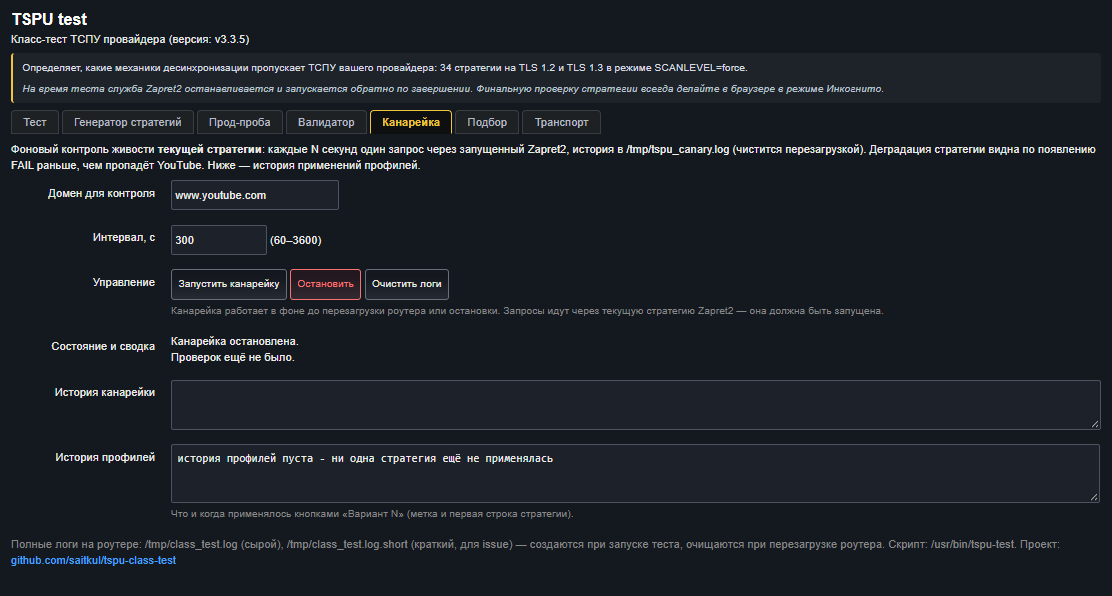 TSPU test
Класс-тест ТСПУ провайдера (версия: v3.3.5)
Определяет, какие механики десинхронизации пропускает ТСПУ вашего провайдера: 34 стратегии на TLS 1.2 и TLS 1.3 в режиме SCANLEVEL=force.
На время теста служба Zapret2 останавливается и запускается обратно по завершении. Финальную проверку стратегии всегда делайте в браузере в режиме Инкогнито.
Тест Генератор стратегий Прод-проба Валидатор Канарейка Подбор Транспорт
Фоновый контроль живости текущей стратегии: каждые N секунд один запрос через запущенный Zapret2, история в /tmp/tspu_canary.log (чистится перезагрузкой). Деградация стратегии видна по появлению
FAIL раньше, чем пропадёт YouTube. Ниже — история применений профилей.
Домен для контроля www.youtube.com
Интервал, с 300 (60–3600)
Управление Запустить канарейку Остановить Очистить логи
Канарейка работает в фоне до перезагрузки роутера или остановки. Запросы идут через текущую стратегию Zapret2 — она должна быть запущена.
Состояние и сводка Канарейка остановлена.
Проверок ещё не было.
История канарейки
История профилей история профилей пуста - ни одна стратегия ещё не применялась
Что и когда применялось кнопками «Вариант N» (метка и первая строка стратегии).
Полные логи на роутере: /tmp/class_test.log (сырой), /tmp/class_test.log.short (краткий, для issue) — создаются при запуске теста, очищаются при перезагрузке роутера. Скрипт: /usr/bin/tspu-test. Проект:
github.com/saitkul/tspu-class-test